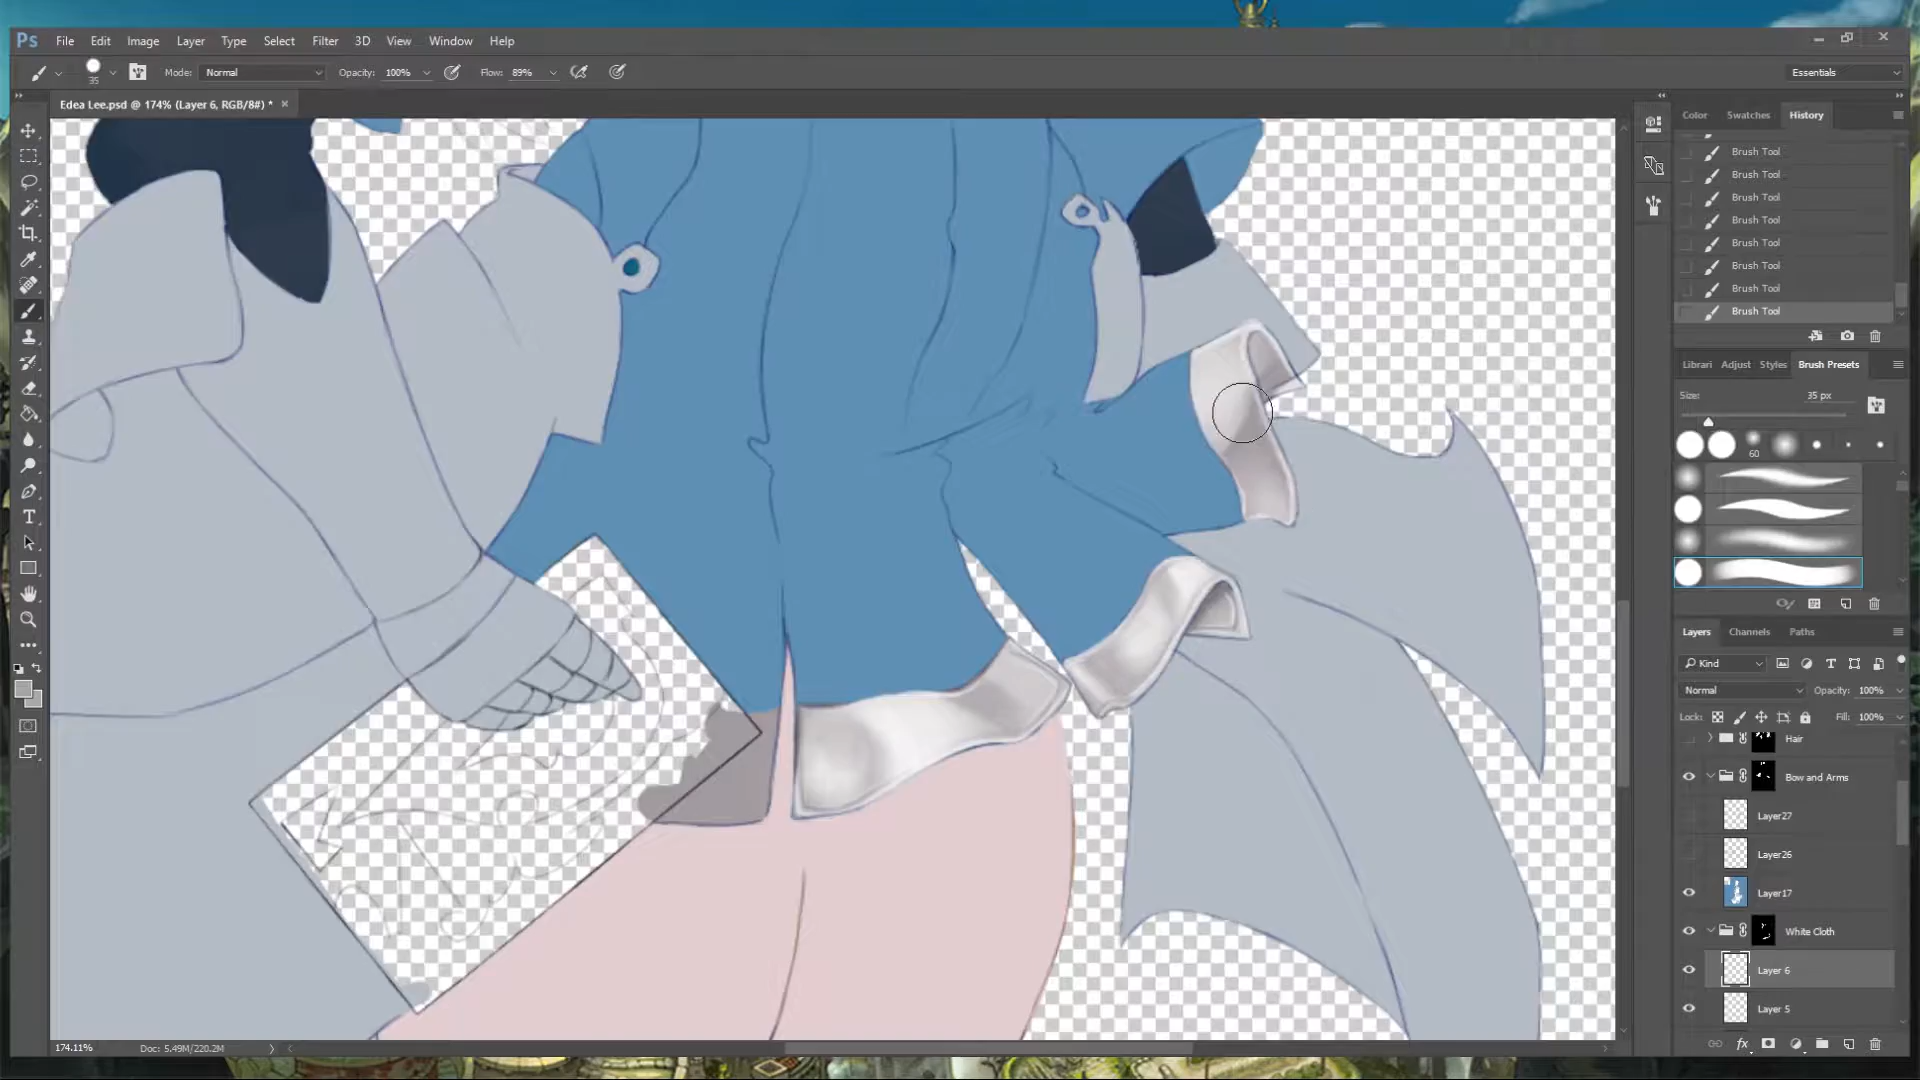 Ps File Edit Image Layer Type Select Filter 3D View Window Help
35 Mode: Normal Opacity: 100% Flow: 89% Essentials
Edea Lee.psd @ 174% (Layer 6, RGB/8#) *
Color Swatches History
Brush Tool
Brush Tool
Brush Tool
Brush Tool
Brush Tool
Brush Tool
Brush Tool
Brush Tool
Librari Adjust Styles Brush Presets
Size: 35 px
60
Layers Channels Paths
Kind
Normal Opacity: 100%
Lock: Fill: 100%
Hair
Bow and Arms
Layer27
Layer26
Layer17
White Cloth
Layer 6
Layer 5
fx
174.11% Doc: 5.49M/220.2M